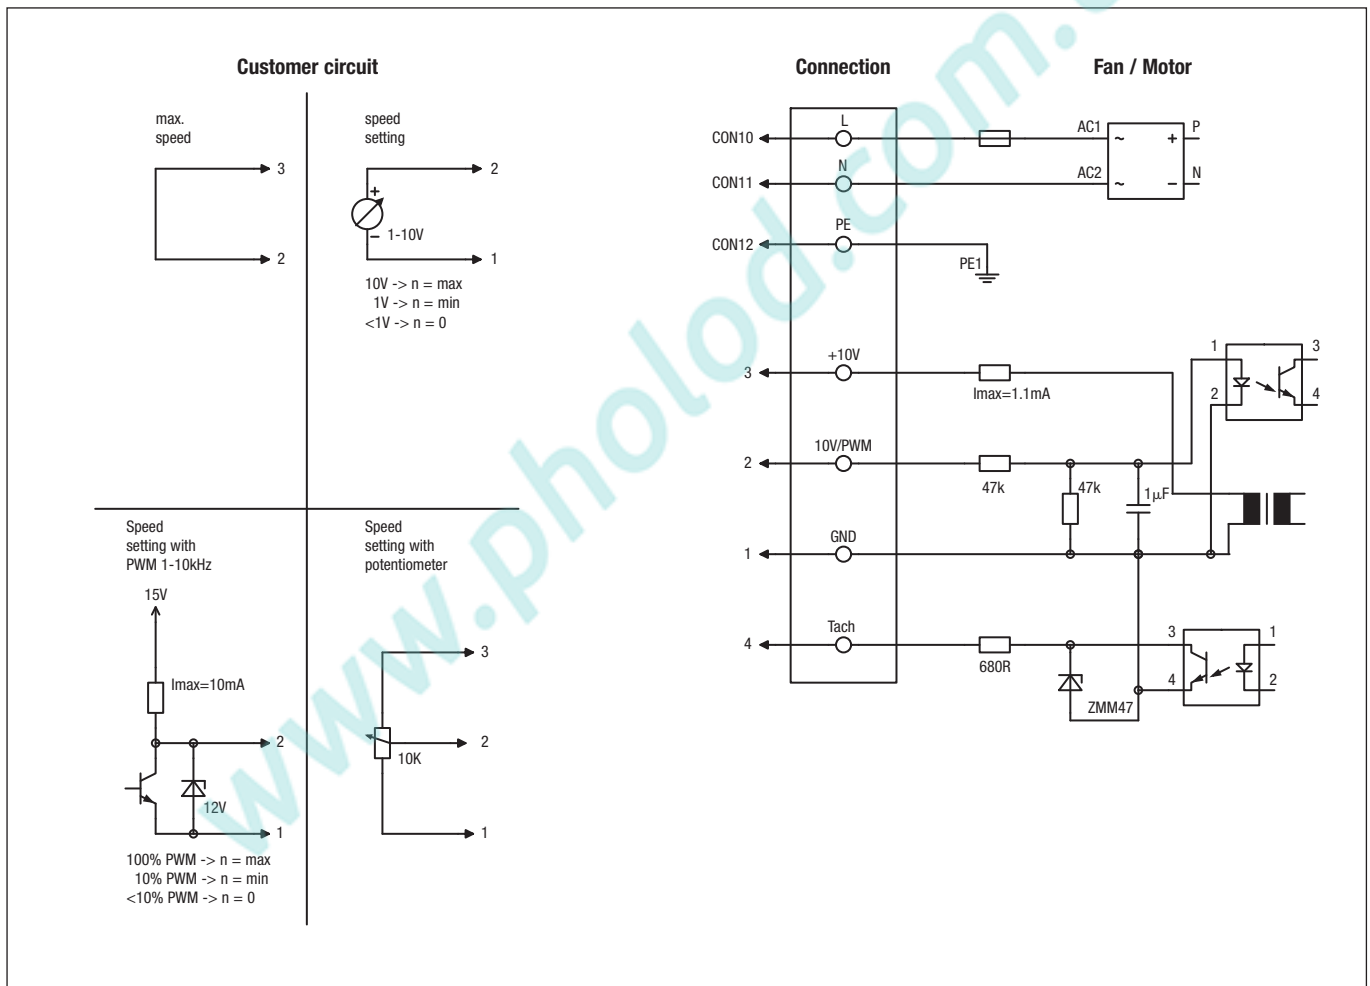 Customer circuit
Connection
Fan / Motor
max.
speed
3
2
speed
setting
2
+
1-10V
−
1
10V -> n = max
1V -> n = min
<1V -> n = 0
Speed
setting with
PWM 1-10kHz
15V
Imax=10mA
2
12V
1
100% PWM -> n = max
10% PWM -> n = min
<10% PWM -> n = 0
Speed
setting with
potentiometer
3
2
10K
1
CON10
L
AC1
~
+
P
CON11
N
AC2
~
−
N
CON12
PE
PE1
3
+10V
Imax=1.1mA
1
2
3
4
2
10V/PWM
47k
47k
1µF
1
GND
4
Tach
680R
ZMM47
3
4
1
2
www.pholod.com.